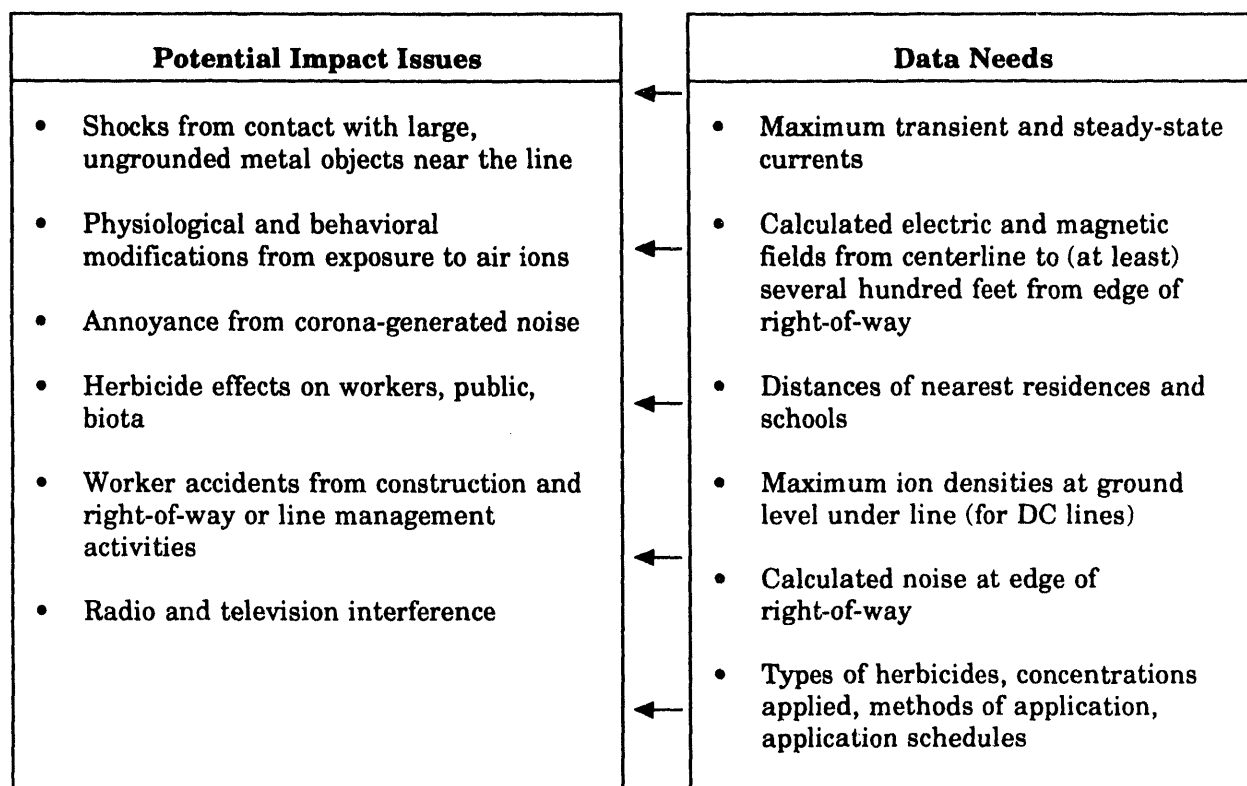 Potential Impact Issues
• Shocks from contact with large,
ungrounded metal objects near the line
• Physiological and behavioral
modifications from exposure to air ions
• Annoyance from corona-generated noise
• Herbicide effects on workers, public,
biota
• Worker accidents from construction and
right-of-way or line management
activities
• Radio and television interference
Data Needs
• Maximum transient and steady-state
currents
• Calculated electric and magnetic
fields from centerline to (at least)
several hundred feet from edge of
right-of-way
• Distances of nearest residences and
schools
• Maximum ion densities at ground
level under line (for DC lines)
• Calculated noise at edge of
right-of-way
• Types of herbicides, concentrations
applied, methods of application,
application schedules